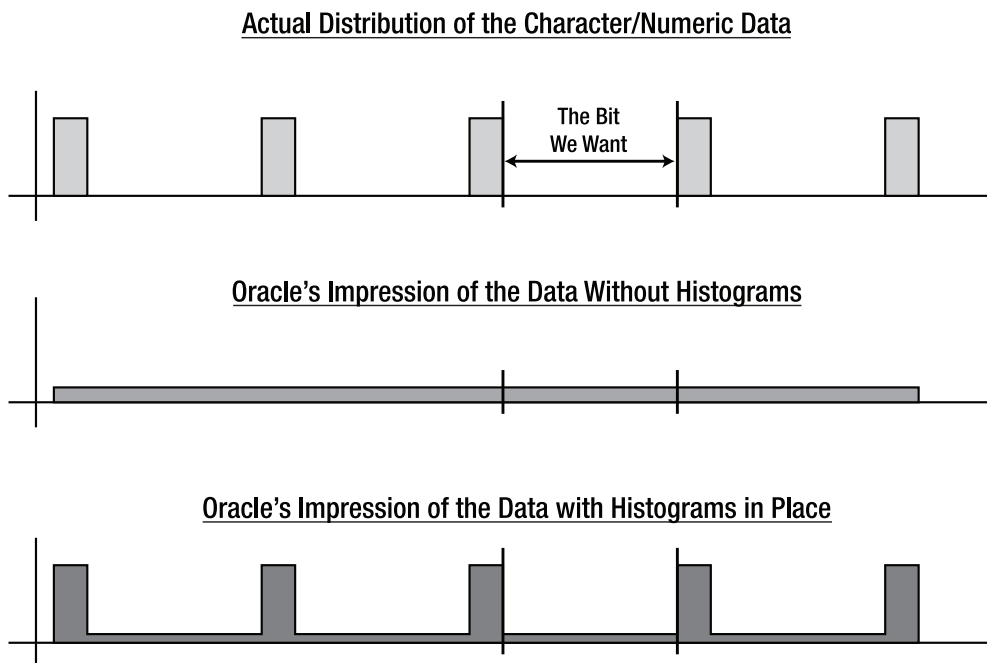 Actual Distribution of the Character/Numeric Data
The Bit
We Want
Oracle's Impression of the Data Without Histograms
Oracle's Impression of the Data with Histograms in Place